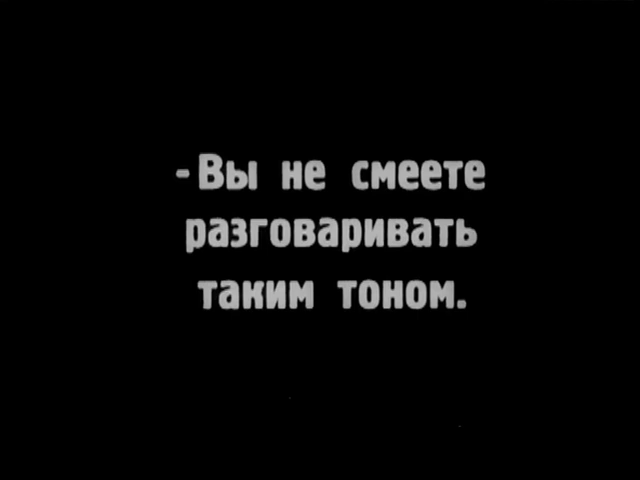 -Вы не смеете
разговаривать
таким тоном.